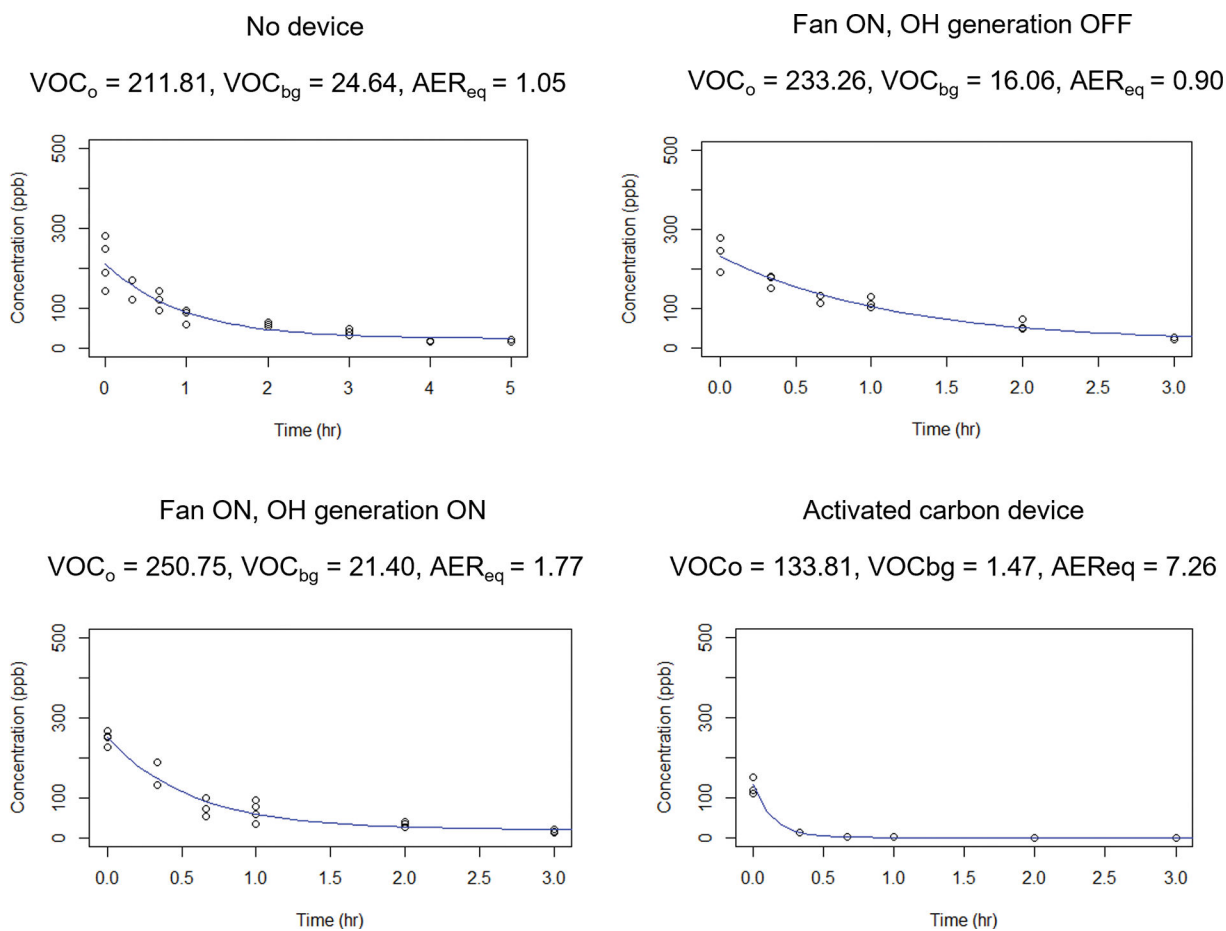 No device
VOCo = 211.81, VOCbg = 24.64, AEReq = 1.05
500
300
100
0
Concentration (ppb)
0 1 2 3 4 5
Time (hr)
Fan ON, OH generation OFF
VOCo = 233.26, VOCbg = 16.06, AEReq = 0.90
500
300
100
0
Concentration (ppb)
0.0 0.5 1.0 1.5 2.0 2.5 3.0
Time (hr)
Fan ON, OH generation ON
VOCo = 250.75, VOCbg = 21.40, AEReq = 1.77
500
300
100
0
Concentration (ppb)
0.0 0.5 1.0 1.5 2.0 2.5 3.0
Time (hr)
Activated carbon device
VOCo = 133.81, VOCbg = 1.47, AEReq = 7.26
500
300
100
0
Concentration (ppb)
0.0 0.5 1.0 1.5 2.0 2.5 3.0
Time (hr)